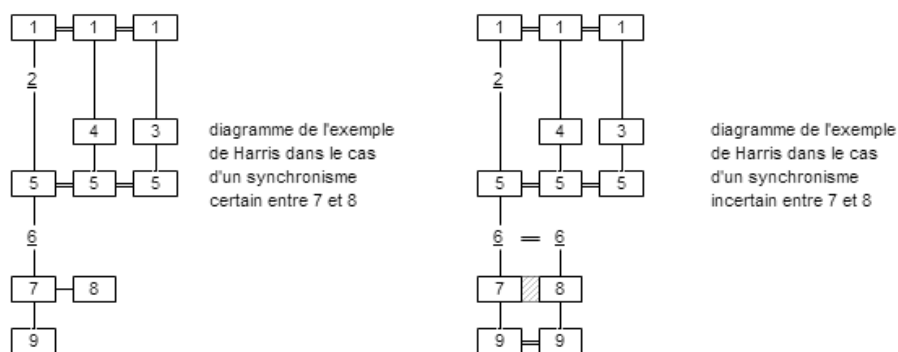 1 1 1
2
4 3
5 5 5
6
7 8
9
diagramme de l'exemple
de Harris dans le cas
d'un synchronisme
certain entre 7 et 8
1 1 1
2
4 3
5 5 5
6 6
7 8
9 9
diagramme de l'exemple
de Harris dans le cas
d'un synchronisme
incertain entre 7 et 8